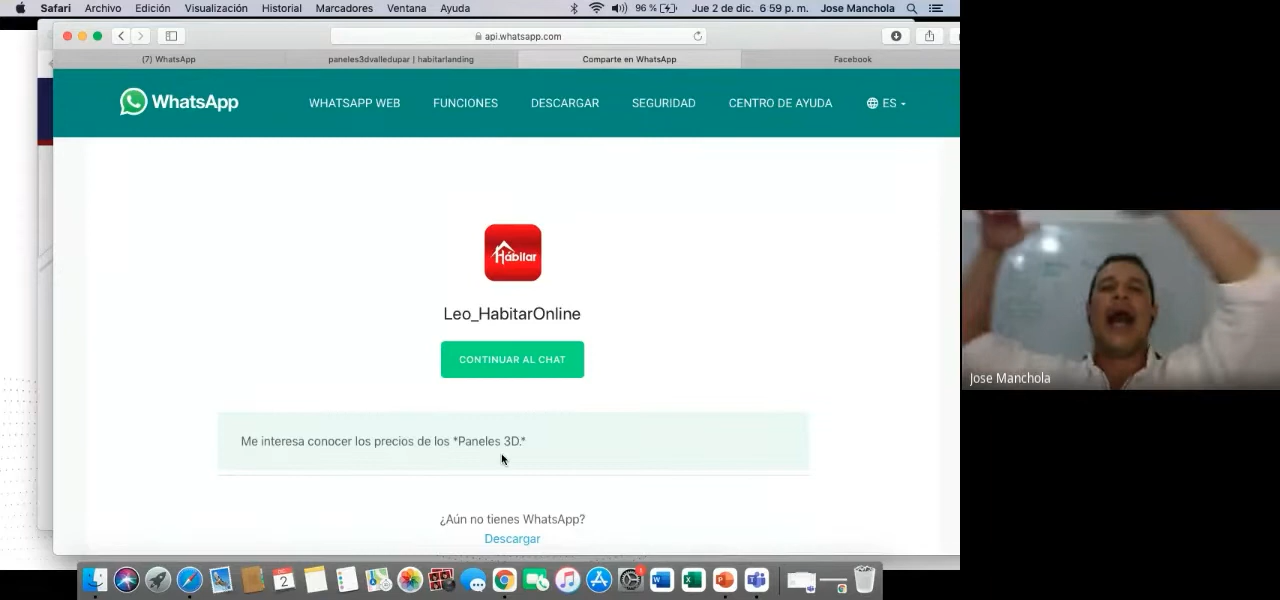 Safari Archivo Edición Visualización Historial Marcadores Ventana Ayuda 96 % Jue 2 de dic. 6:59 p. m. Jose Manchola
api.whatsapp.com
(7) WhatsApp paneles3dvalledupar | habitarlanding Comparte en WhatsApp Facebook
WhatsApp WHATSAPP WEB FUNCIONES DESCARGAR SEGURIDAD CENTRO DE AYUDA ES
Hábitar
Leo_HabitarOnline
CONTINUAR AL CHAT
Jose Manchola
Me interesa conocer los precios de los *Paneles 3D.*
¿Aún no tienes WhatsApp?
Descargar